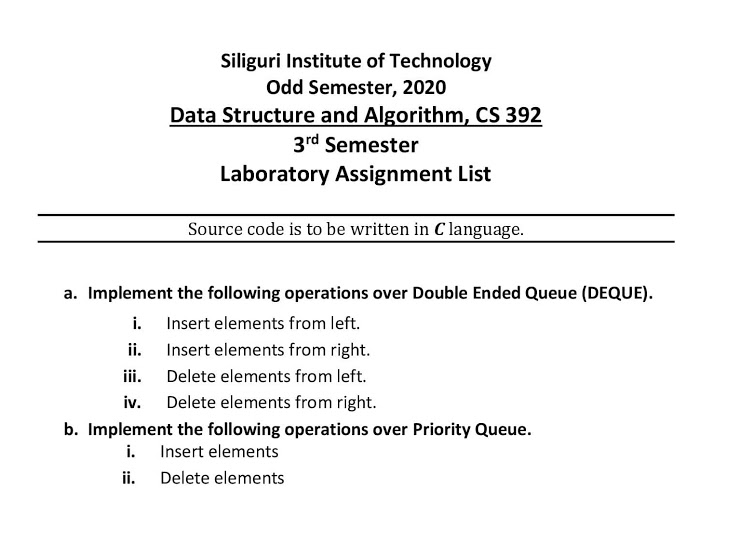 Siliguri Institute of Technology
Odd Semester, 2020
Data Structure and Algorithm, CS 392
3rd Semester
Laboratory Assignment List
Source code is to be written in C language.
a. Implement the following operations over Double Ended Queue (DEQUE).
i. Insert elements from left.
ii. Insert elements from right.
iii. Delete elements from left.
iv. Delete elements from right.
b. Implement the following operations over Priority Queue.
i. Insert elements
ii. Delete elements